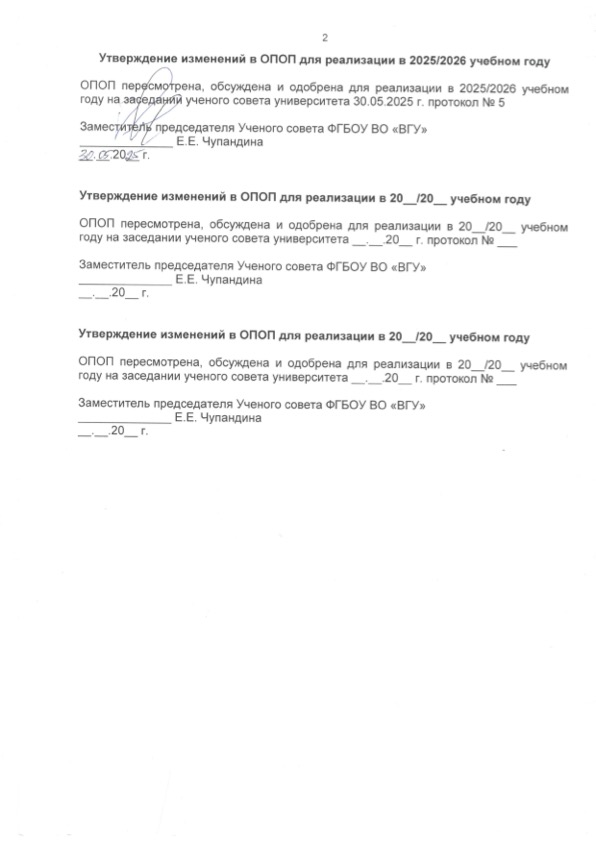 2
Утверждение изменений в ОПОП для реализации в 2025/2026 учебном году
ОПОП пересмотрена, обсуждена и одобрена для реализации в 2025/2026 учебном
году на заседании ученого совета университета 30.05.2025 г. протокол № 5
Заместитель председателя Ученого совета ФГБОУ ВО «ВГУ»
______________ Е.Е. Чупандина
30.05.2025 г.
Утверждение изменений в ОПОП для реализации в 20__/20__ учебном году
ОПОП пересмотрена, обсуждена и одобрена для реализации в 20__/20__ учебном
году на заседании ученого совета университета __.__.20__ г. протокол № ___
Заместитель председателя Ученого совета ФГБОУ ВО «ВГУ»
______________ Е.Е. Чупандина
__.__.20__ г.
Утверждение изменений в ОПОП для реализации в 20__/20__ учебном году
ОПОП пересмотрена, обсуждена и одобрена для реализации в 20__/20__ учебном
году на заседании ученого совета университета __.__.20__ г. протокол № ___
Заместитель председателя Ученого совета ФГБОУ ВО «ВГУ»
______________ Е.Е. Чупандина
__.__.20__ г.